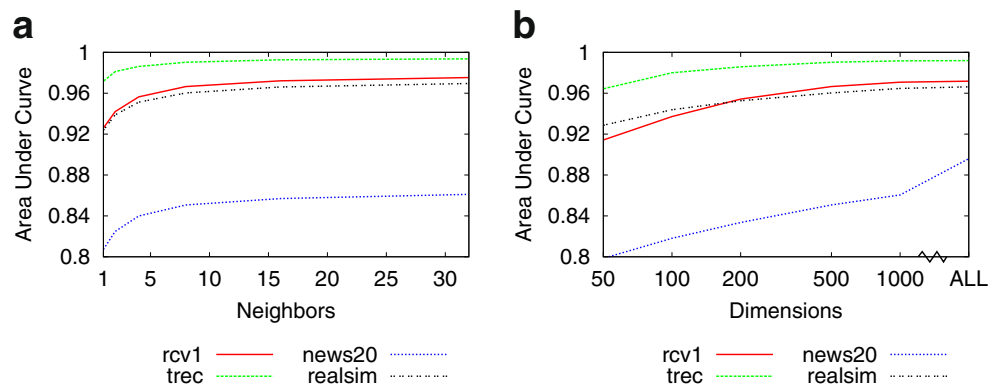 a
Area Under Curve
1
0.96
0.92
0.88
0.84
0.8
1 5 10 15 20 25 30
Neighbors
rcv1 news20
trec realsim
b
Area Under Curve
1
0.96
0.92
0.88
0.84
0.8
50 100 200 500 1000 ALL
Dimensions
rcv1 news20
trec realsim